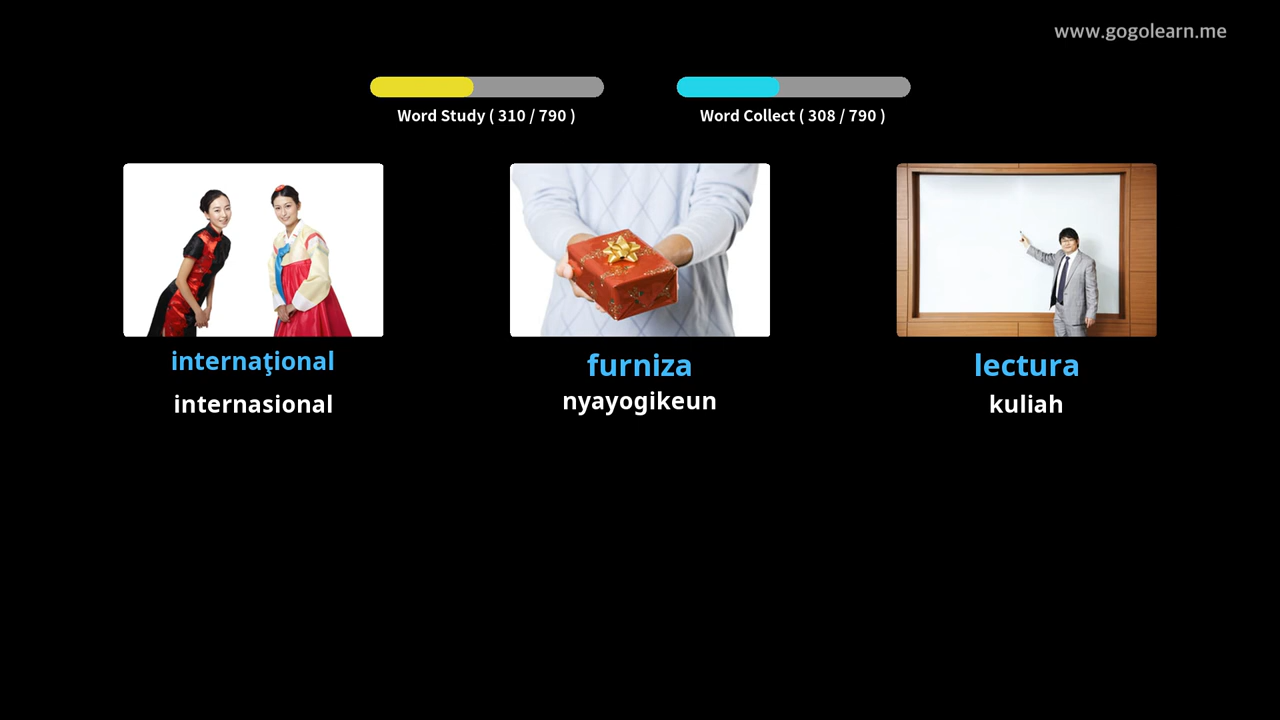 www.gogolearn.me
Word Study ( 310 / 790 )
Word Collect ( 308 / 790 )
internaţional
internasional
furniza
nyayogikeun
lectura
kuliah